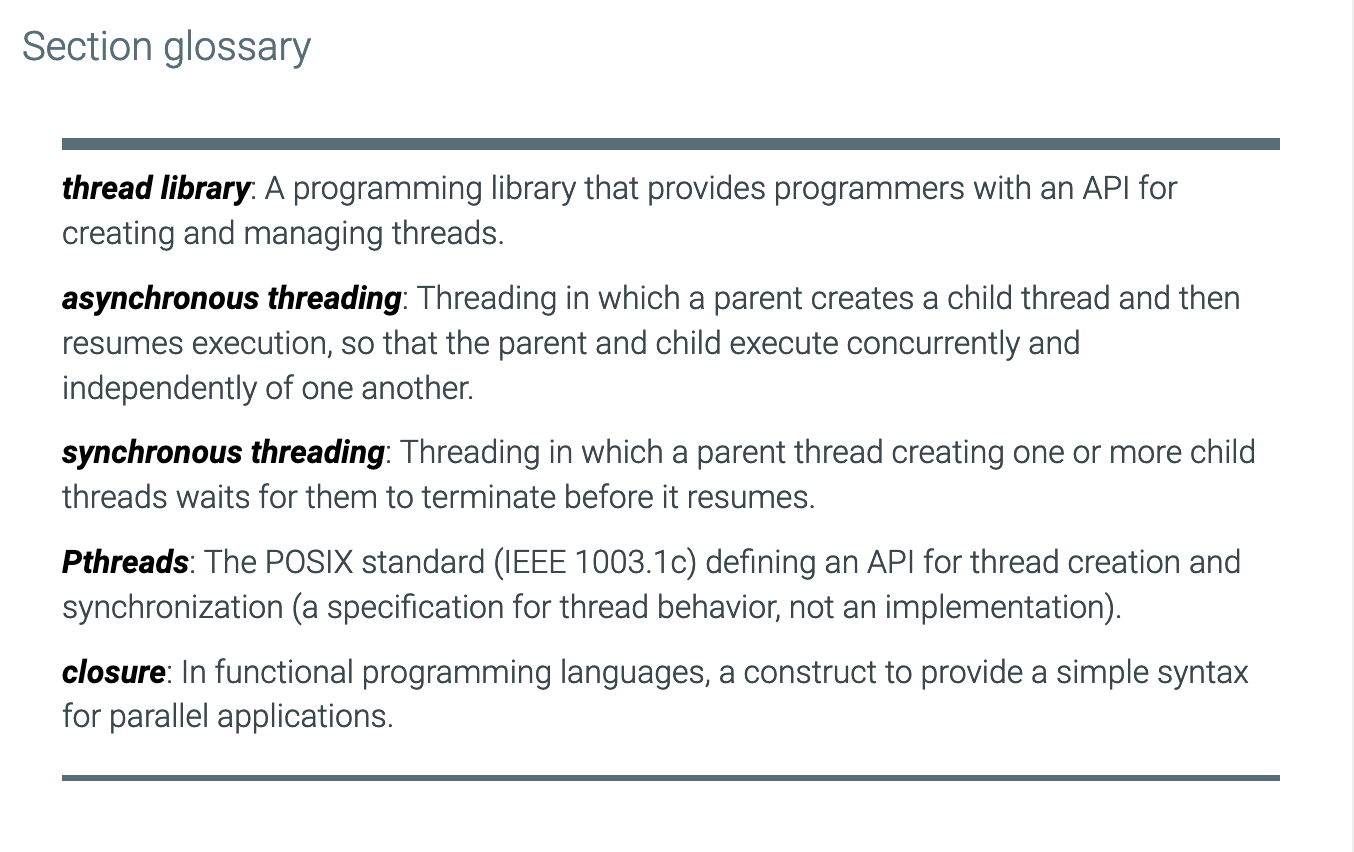 Section glossary
thread library: A programming library that provides programmers with an API for
creating and managing threads.
asynchronous threading: Threading in which a parent creates a child thread and then
resumes execution, so that the parent and child execute concurrently and
independently of one another.
synchronous threading: Threading in which a parent thread creating one or more child
threads waits for them to terminate before it resumes.
Pthreads: The POSIX standard (IEEE 1003.1c) defining an API for thread creation and
synchronization (a specification for thread behavior, not an implementation).
closure: In functional programming languages, a construct to provide a simple syntax
for parallel applications.